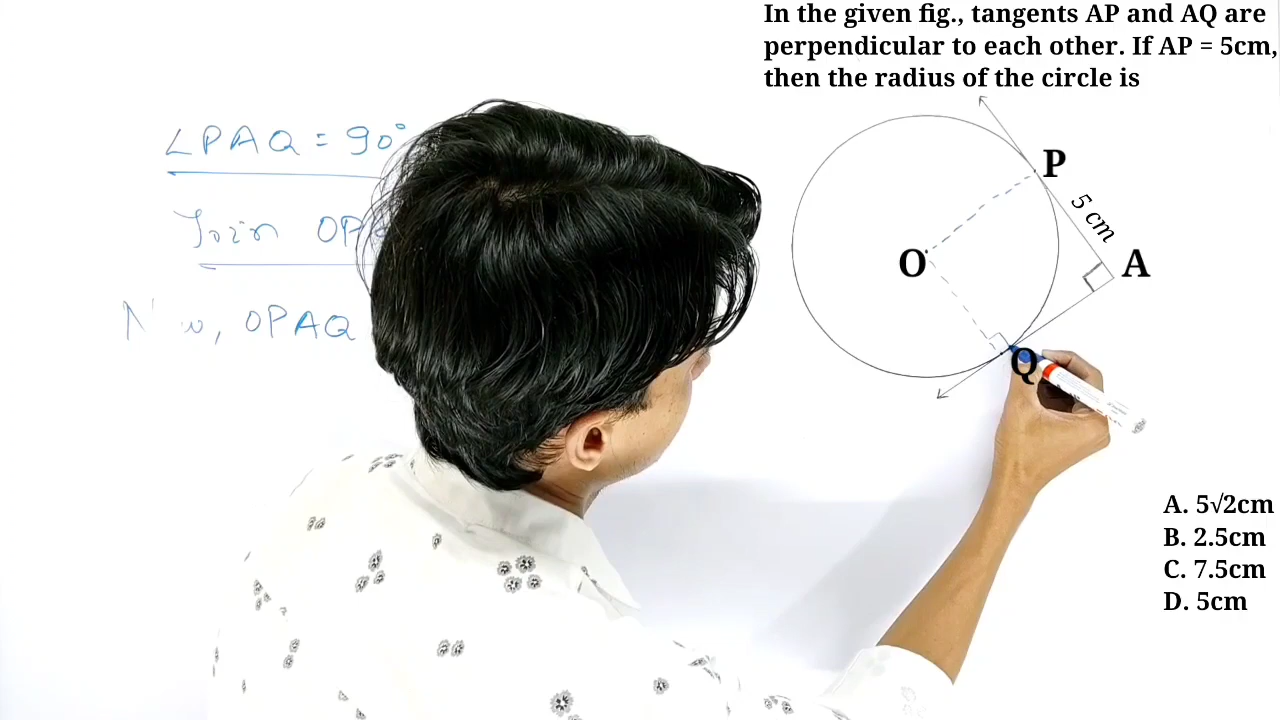 In the given fig., tangents AP and AQ are
perpendicular to each other. If AP = 5cm,
then the radius of the circle is
∠PAQ = 90°
Join OP
OPAQ
P
5 cm
O
A
Q
A. 5√2cm
B. 2.5cm
C. 7.5cm
D. 5cm